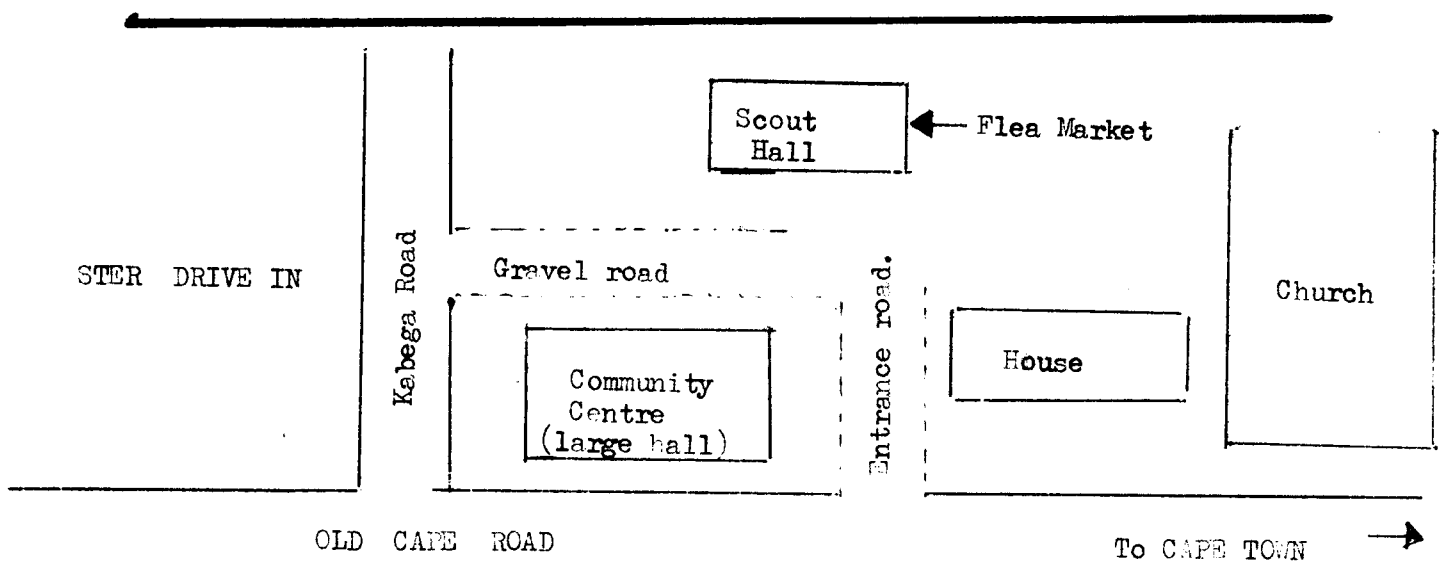 Scout
Hall
Flea Market
STER DRIVE IN
Kabega Road
Gravel road
Entrance road.
Church
House
Community
Centre
(large hall)
OLD CAPE ROAD
To CAPE TOWN